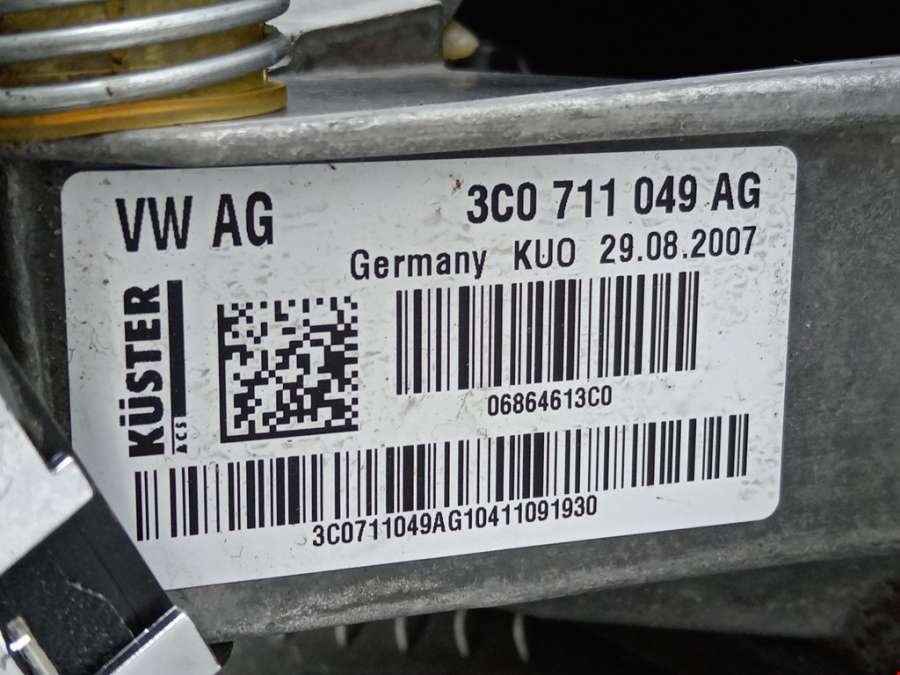 VW AG
3C0 711 049 AG
Germany KUO 29.08.2007
KÜSTER
ACS
06864613C0
3C0711049AG10411091930